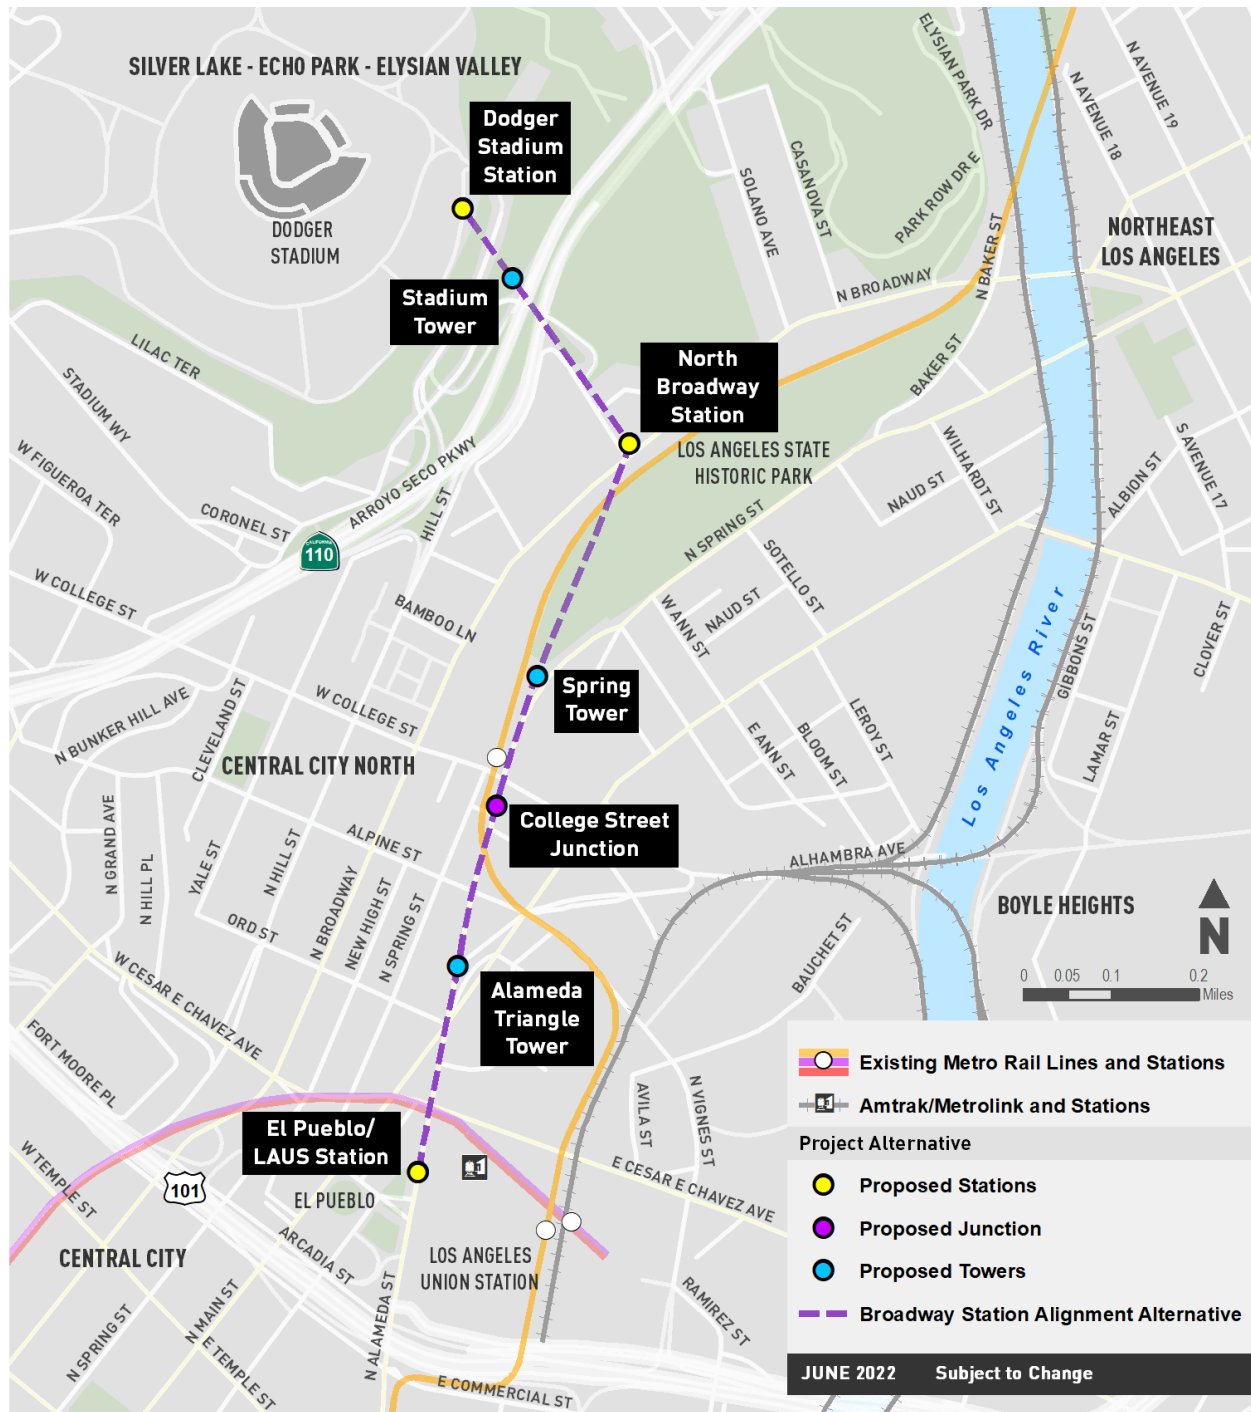 SILVER LAKE - ECHO PARK - ELYSIAN VALLEY
Dodger
Stadium
Station
DODGER
STADIUM
Stadium
Tower
North
Broadway
Station
LOS ANGELES STATE
HISTORIC PARK
NORTHEAST
LOS ANGELES
ELYSIAN PARK DR
N AVENUE 19
N AVENUE 18
SOLANO AVE
CASANOVA ST
PARK ROW DR E
N BROADWAY
N BAKER ST
BAKER ST
LILAC TER
STADIUM WY
W FIGUEROA TER
CORONEL ST
ARROYO SECO PKWY
HILL ST
CALIFORNIA
110
W COLLEGE ST
BAMBOO LN
WILHARDT ST
NAUD ST
N SPRING ST
SOTELLO ST
NAUD ST
W ANN ST
ALBION ST
S AVENUE 17
CLOVER ST
GIBBONS ST
LAMAR ST
Los Angeles River
Spring
Tower
N BUNKER HILL AVE
CLEVELAND ST
W COLLEGE ST
CENTRAL CITY NORTH
E ANN ST
BLOOM ST
LEROY ST
College Street
Junction
ALHAMBRA AVE
N GRAND AVE
N HILL PL
YALE ST
N HILL ST
ALPINE ST
ORD ST
N BROADWAY
NEW HIGH ST
N SPRING ST
BOYLE HEIGHTS
BAUCHET ST
N
0 0.05 0.1 0.2
Miles
W CESAR E CHAVEZ AVE
Alameda
Triangle
Tower
FORT MOORE PL
AVILA ST
N VIGNES ST
El Pueblo/
LAUS Station
W TEMPLE ST
101
EL PUEBLO
E CESAR E CHAVEZ AVE
ARCADIA ST
CENTRAL CITY
LOS ANGELES
UNION STATION
N SPRING ST
N MAIN ST
E TEMPLE ST
N ALAMEDA ST
RAMIREZ ST
E COMMERCIAL ST
Existing Metro Rail Lines and Stations
Amtrak/Metrolink and Stations
Project Alternative
Proposed Stations
Proposed Junction
Proposed Towers
Broadway Station Alignment Alternative
JUNE 2022 Subject to Change